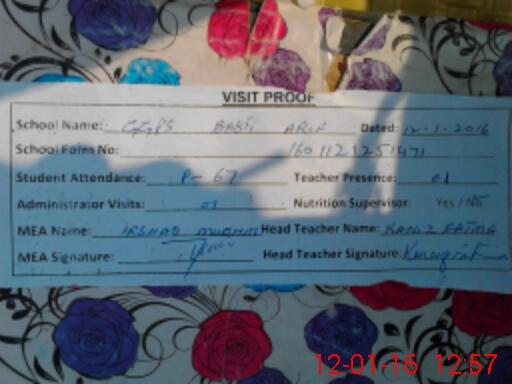 VISIT PROOF
School Name: GGPS BASTI ARIF Dated: 12-1-2016
School Form No: 1601121251471
Student Attendance: P-67 Teacher Presence: 01
Administrator Visits: 01 Nutrition Supervisor Yes/No
MEA Name: IRSHAD Head Teacher Name: KANIZ FATIMA
MEA Signature: Head Teacher Signature:
12-01-16 12:57